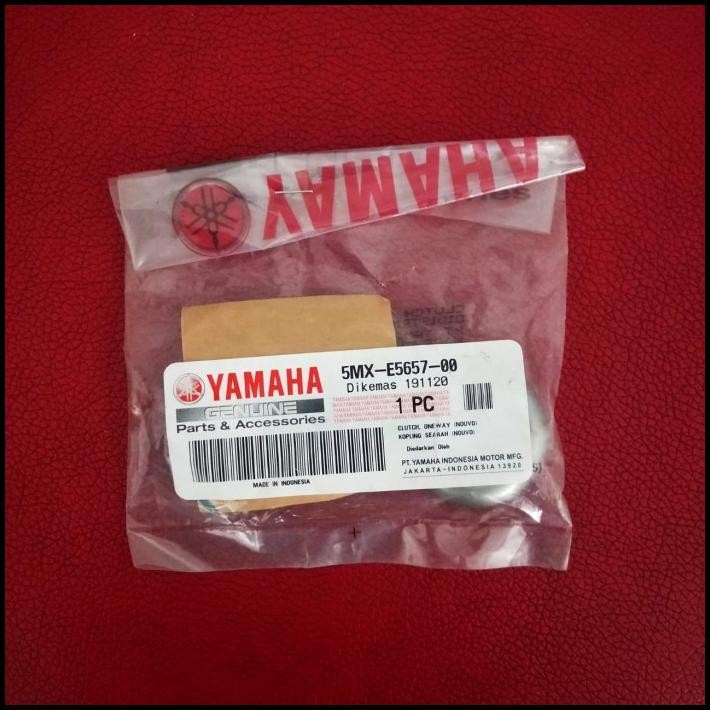 YAMAHA
YAMAHA
GENUINE
Parts & Accessories
5MX-E5657-00
Dikemas 191120
1 PC
CLUTCH, ONEWAY (NOUVO)
KOPLING SEARAH (NOUVO)
Diedarkan Oleh
PT. YAMAHA INDONESIA MOTOR MFG.
JAKARTA-INDONESIA 13920
MADE IN INDONESIA